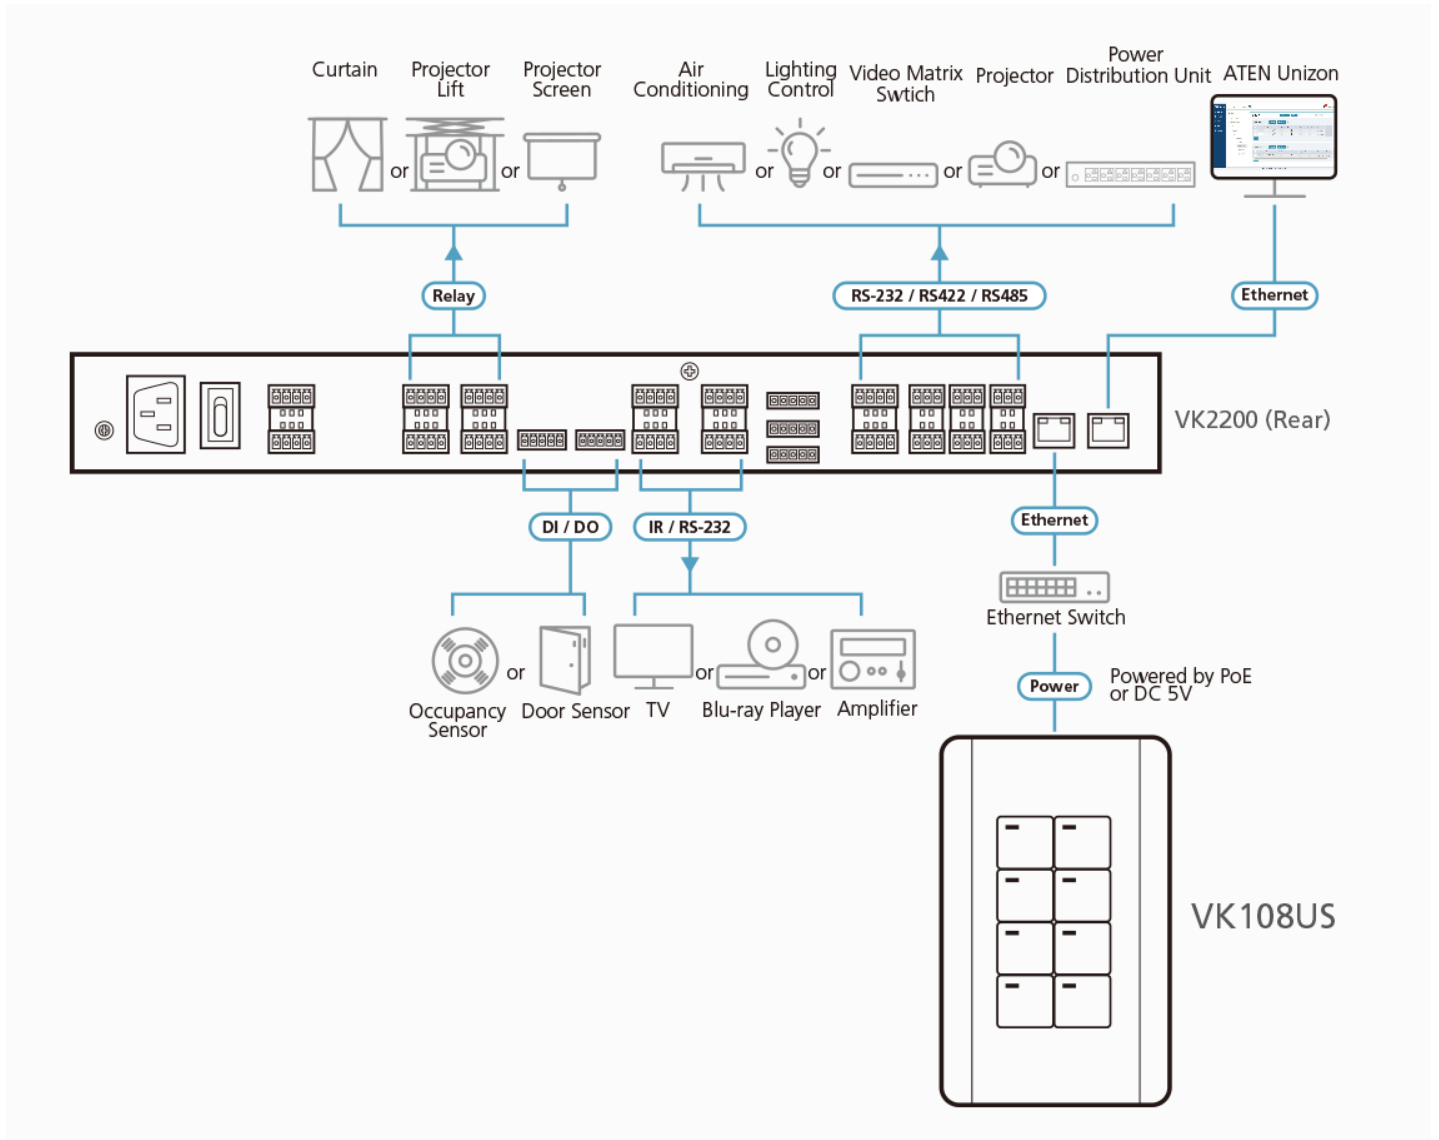 Curtain
Projector
Lift
Projector
Screen
Air
Conditioning
Lighting
Control
Video Matrix
Swtich
Projector
Power
Distribution Unit
ATEN Unizon
or
or
or
or
or
or
Relay
RS-232 / RS422 / RS485
Ethernet
VK2200 (Rear)
DI / DO
IR / RS-232
Ethernet
Ethernet Switch
Power
Powered by PoE
or DC 5V
or
or
or
Occupancy
Sensor
Door Sensor
TV
Blu-ray Player
Amplifier
VK108US